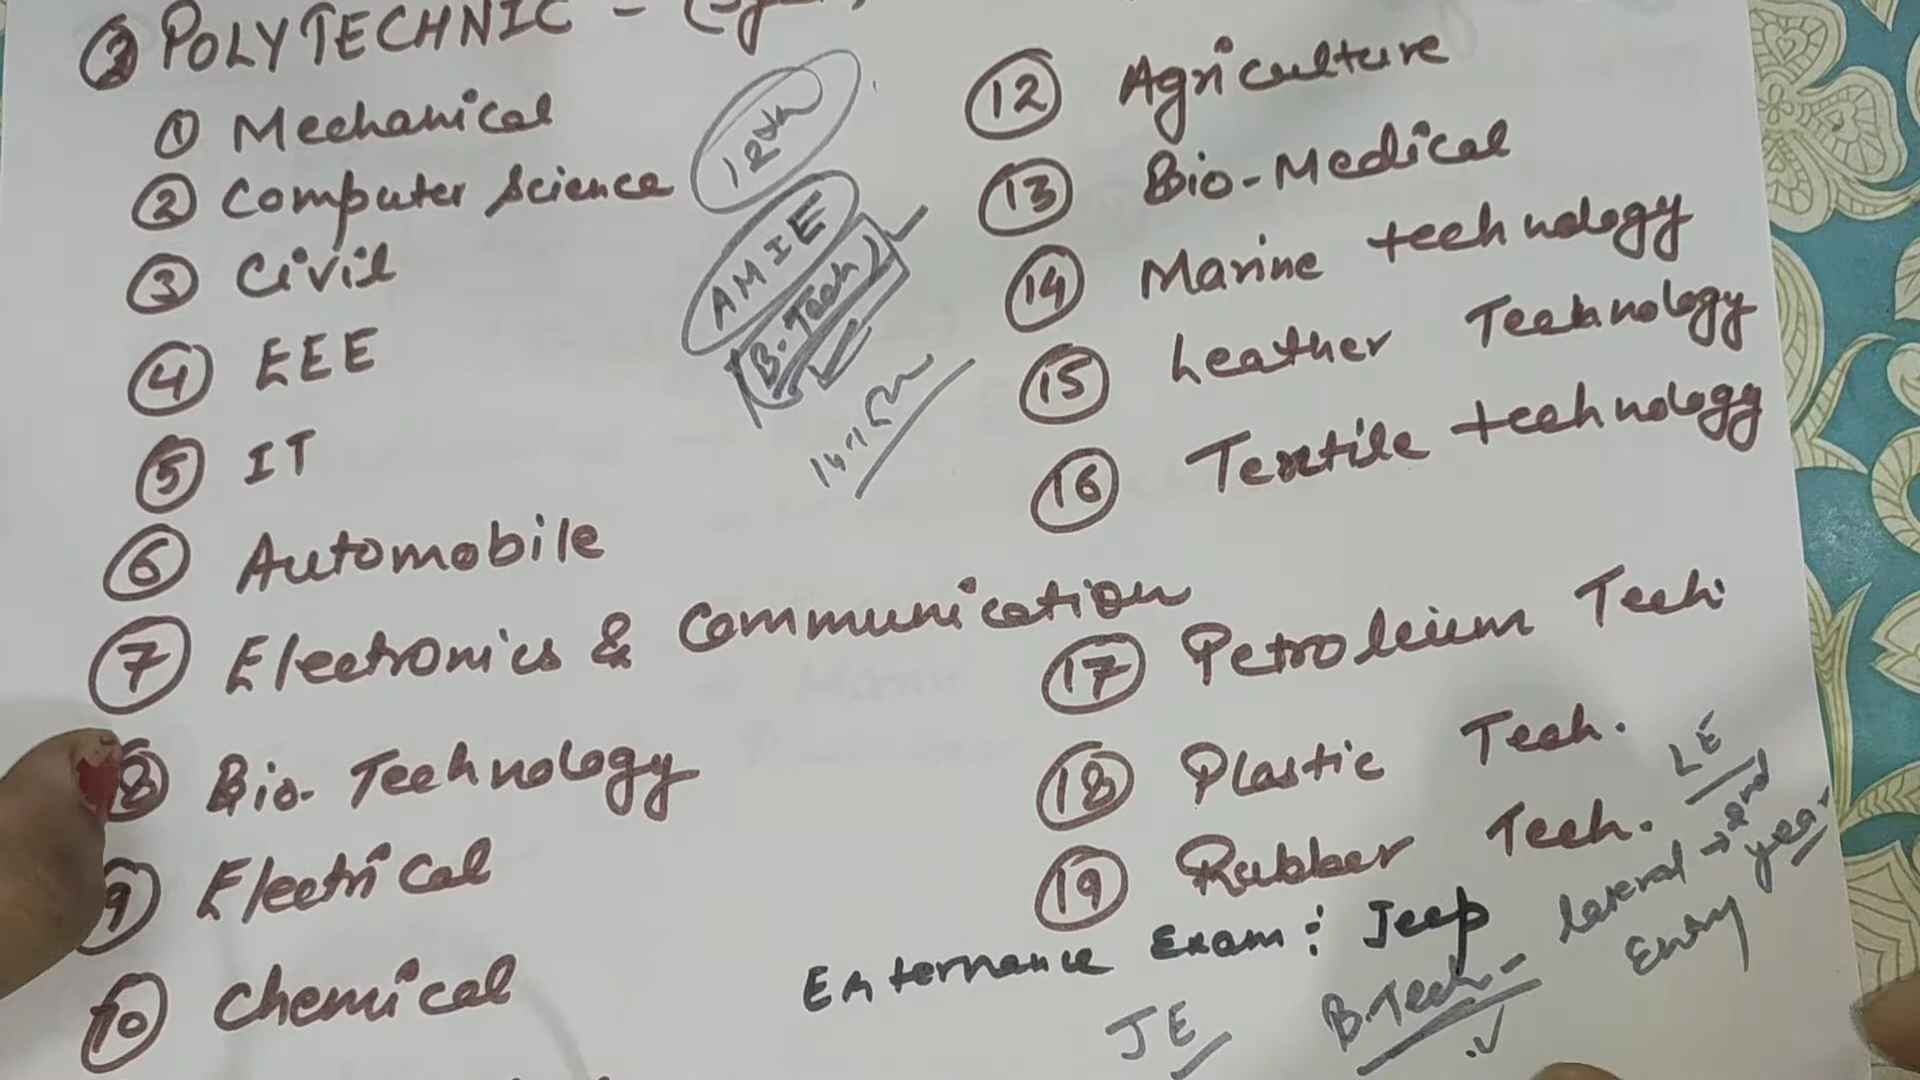 ② POLYTECHNIC -
① Mechanical
② Computer Science
③ Civil
④ EEE
⑤ IT
⑥ Automobile
⑦ Electronics & Communication
⑧ Bio-Technology
⑨ Electrical
⑩ Chemical
12th
AMIE
(B.Tech)
⑫ Agriculture
⑬ Bio-Medical
⑭ Marine technology
⑮ Leather Technology
⑯ Textile technology
⑰ Petroleium Tech.
⑱ Plastic Tech.
⑲ Rubber Tech.
Enternance Exam : Jeep
JE
B.Tech -
lateral → 2nd year
Entry
LE